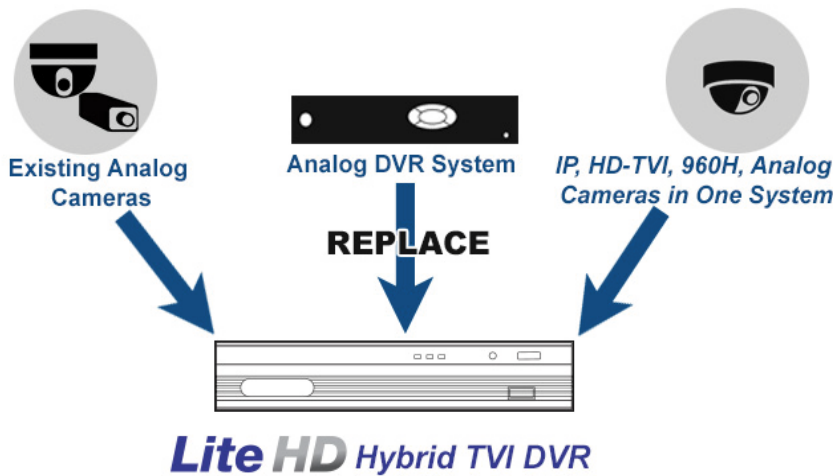 Existing Analog
Cameras
Analog DVR System
IP, HD-TVI, 960H, Analog
Cameras in One System
REPLACE
Lite HD Hybrid TVI DVR